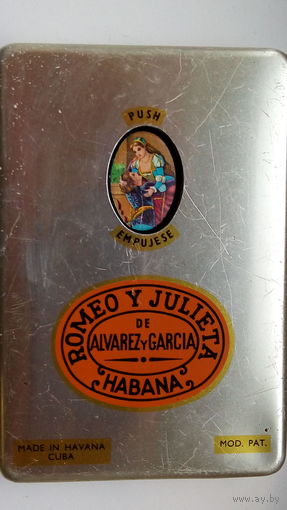 PUSH
EMPUJESE
ROMEO Y JULIETA
DE
ALVAREZ Y GARCIA
HABANA
MADE IN HAVANA
CUBA
MOD. PAT.
www.ay.by